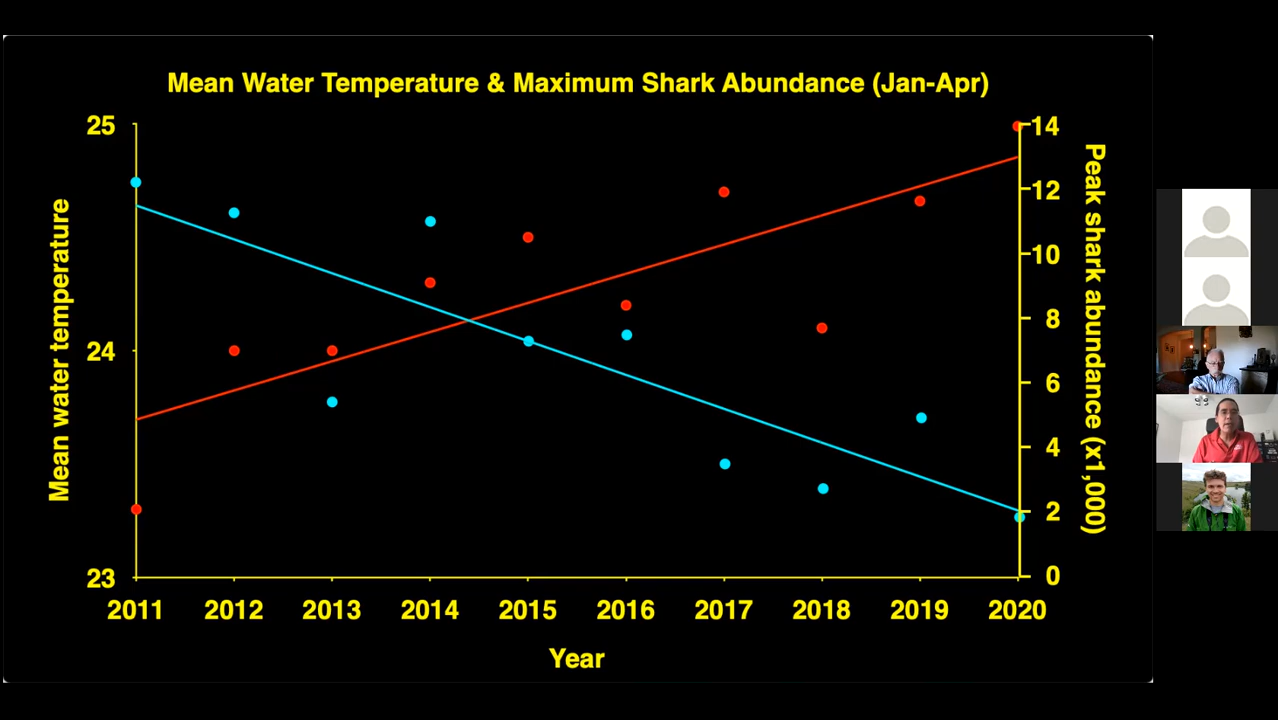 Mean Water Temperature & Maximum Shark Abundance (Jan-Apr)
Mean water temperature
25
24
23
14
12
10
8
6
4
2
0
Peak shark abundance (x1,000)
2011 2012 2013 2014 2015 2016 2017 2018 2019 2020
Year